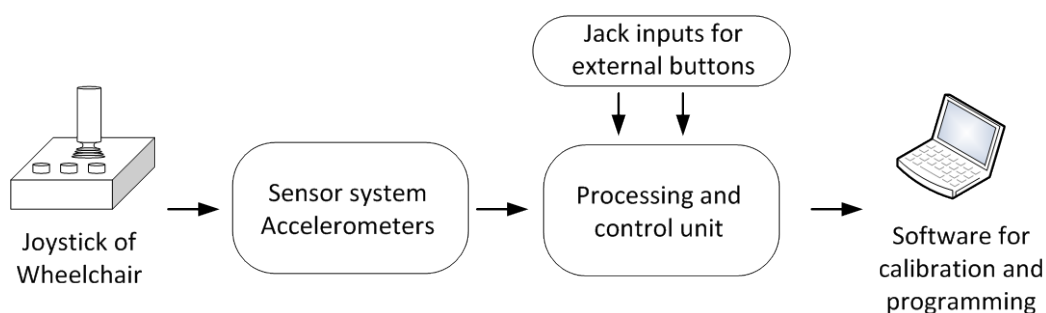 Jack inputs for
external buttons
Joystick of
Wheelchair
Sensor system
Accelerometers
Processing and
control unit
Software for
calibration and
programming